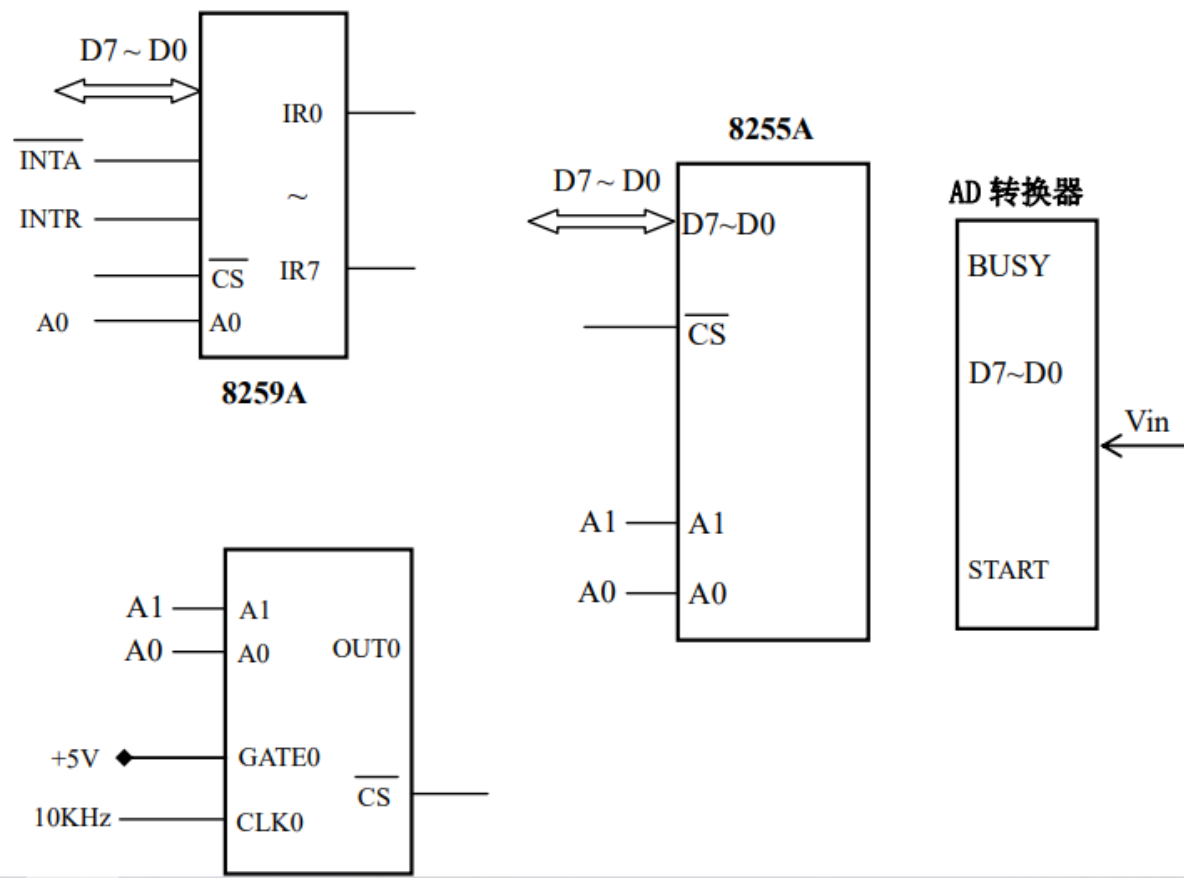 D7 ~ D0
INTA
INTR
CS
A0
A0
IR0
~
IR7
8259A
8255A
D7 ~ D0
D7~D0
CS
A1
A1
A0
A0
AD 转换器
BUSY
D7~D0
START
Vin
A1
A1
A0
A0
OUT0
+5V
GATE0
CS
10KHz
CLK0